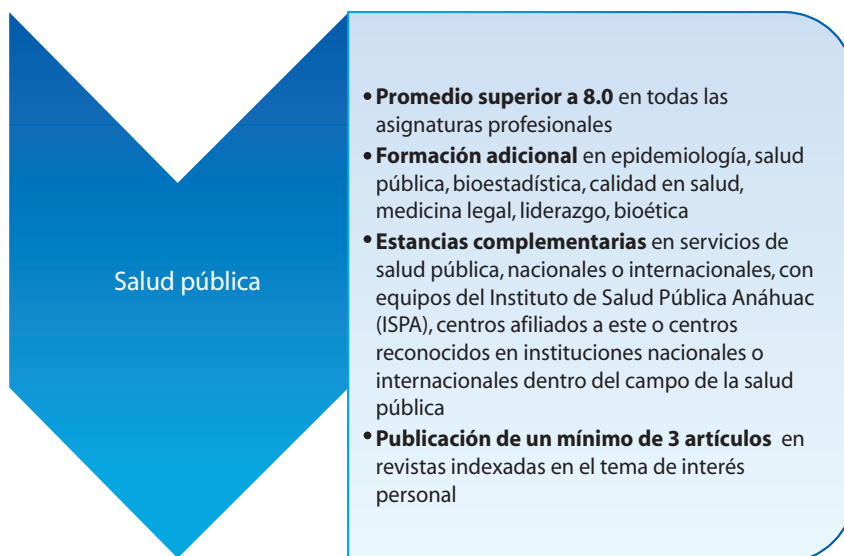 Salud pública
• Promedio superior a 8.0 en todas las
asignaturas profesionales
• Formación adicional en epidemiología, salud
pública, bioestadística, calidad en salud,
medicina legal, liderazgo, bioética
• Estancias complementarias en servicios de
salud pública, nacionales o internacionales, con
equipos del Instituto de Salud Pública Anáhuac
(ISPA), centros afiliados a este o centros
reconocidos en instituciones nacionales o
internacionales dentro del campo de la salud
pública
• Publicación de un mínimo de 3 artículos en
revistas indexadas en el tema de interés
personal